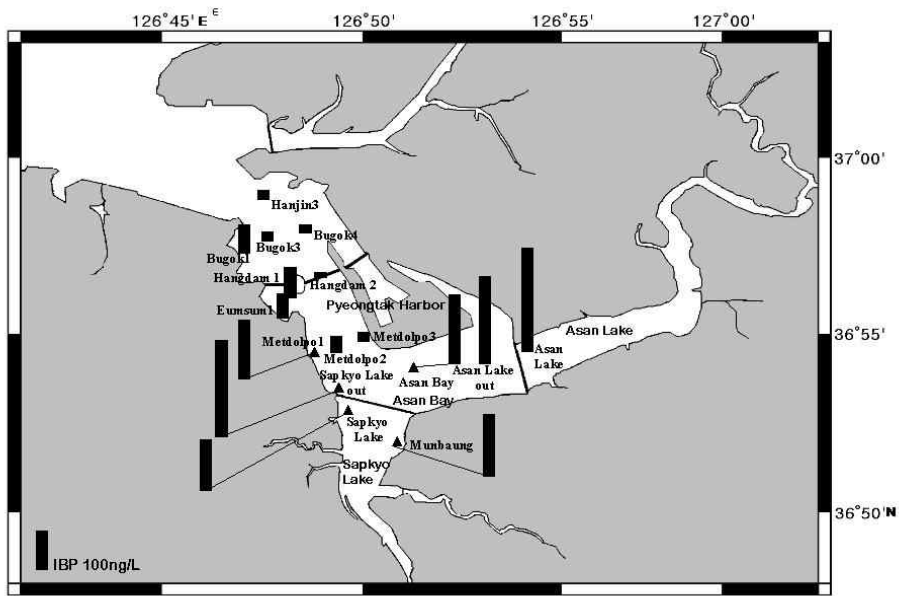 126°45'E E
126°50'
126°55'
127°00'
37°00'
Hanjin3
Bugok4
Bugok3
Bugok1
Hangdam 1
Hangdam 2
Pyeongtak Harbor
Eumsum1
Asan Lake
36°55'
Metdolpo3
Metdolpo1
Metdolpo2
Asan
Lake
Sapkyo Lake
out
Asan Lake
out
Asan Bay
Asan Bay
Sapkyo
Lake
Munbaung
Sapkyo
Lake
36°50'N
IBP 100ng/L